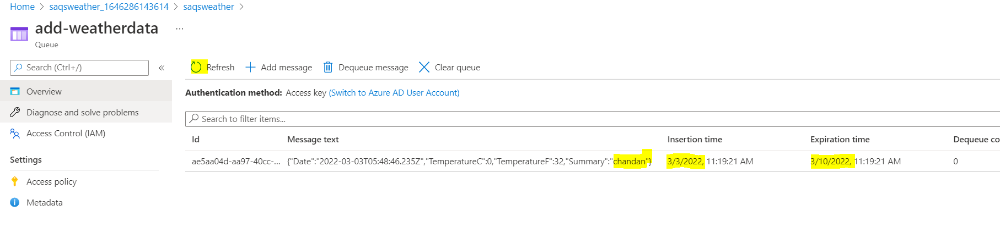 Home > saqsweather_1646286143614 > saqsweather >
add-weatherdata ...
Queue
Search (Ctrl+/) «
Overview
Diagnose and solve problems
Access Control (IAM)
Settings
Access policy
Metadata
Refresh Add message Dequeue message Clear queue
Authentication method: Access key (Switch to Azure AD User Account)
Search to filter items...
Id Message text Insertion time Expiration time Dequeue co
ae5aa04d-aa97-40cc-... {"Date":"2022-03-03T05:48:46.235Z","TemperatureC":0,"TemperatureF":32,"Summary":"chandan"} 3/3/2022, 11:19:21 AM 3/10/2022, 11:19:21 AM 0